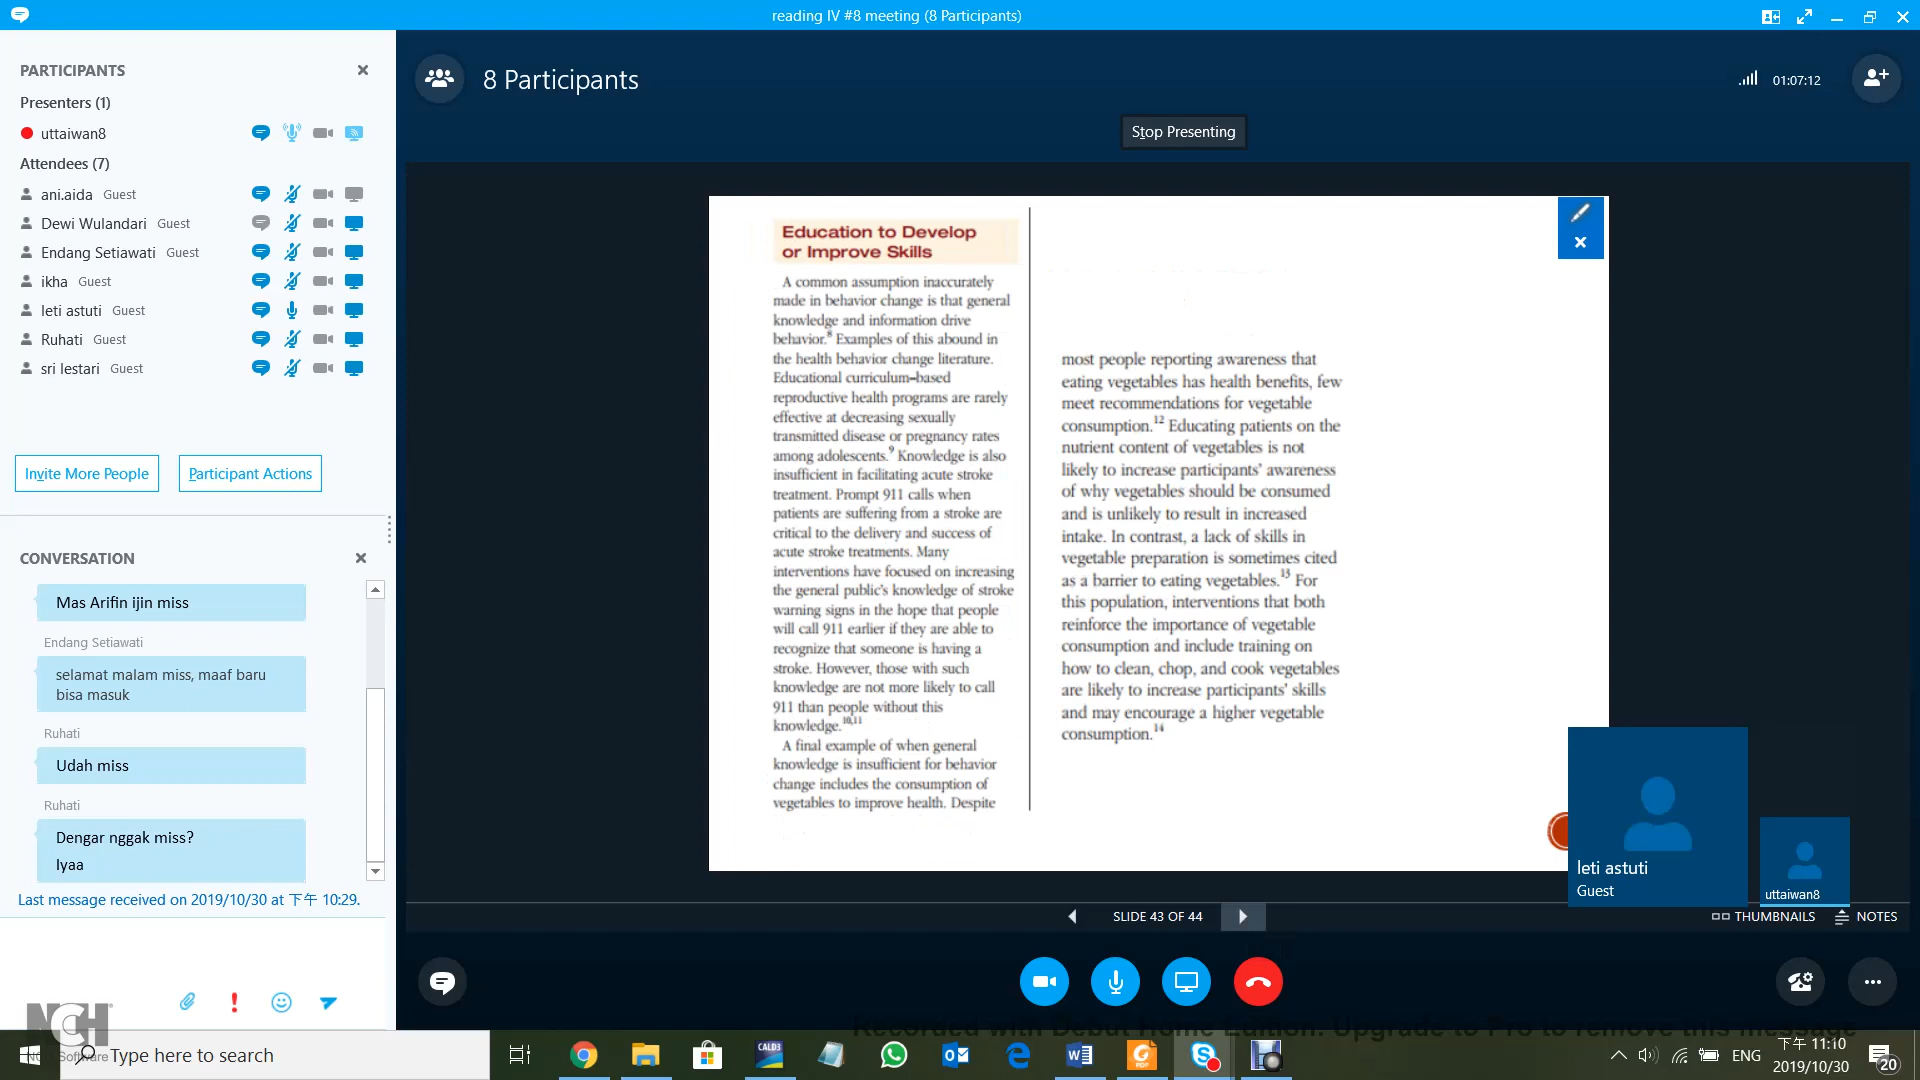 reading IV #8 meeting (8 Participants)
PARTICIPANTS
Presenters (1)
uttaiwan8
Attendees (7)
ani.aida Guest
Dewi Wulandari Guest
Endang Setiawati Guest
ikha Guest
leti astuti Guest
Ruhati Guest
sri lestari Guest
Invite More People
Participant Actions
CONVERSATION
Mas Arifin ijin miss
Endang Setiawati
selamat malam miss, maaf baru
bisa masuk
Ruhati
Udah miss
Ruhati
Dengar nggak miss?
Iyaa
Last message received on 2019/10/30 at 下午 10:29.
8 Participants
01:07:12
Stop Presenting
Education to Develop
or Improve Skills
A common assumption inaccurately
made in behavior change is that general
knowledge and information drive
behavior.8 Examples of this abound in
the health behavior change literature.
Educational curriculum–based
reproductive health programs are rarely
effective at decreasing sexually
transmitted disease or pregnancy rates
among adolescents.9 Knowledge is also
insufficient in facilitating acute stroke
treatment. Prompt 911 calls when
patients are suffering from a stroke are
critical to the delivery and success of
acute stroke treatments. Many
interventions have focused on increasing
the general public's knowledge of stroke
warning signs in the hope that people
will call 911 earlier if they are able to
recognize that someone is having a
stroke. However, those with such
knowledge are not more likely to call
911 than people without this
knowledge.10,11
A final example of when general
knowledge is insufficient for behavior
change includes the consumption of
vegetables to improve health. Despite
most people reporting awareness that
eating vegetables has health benefits, few
meet recommendations for vegetable
consumption.12 Educating patients on the
nutrient content of vegetables is not
likely to increase participants' awareness
of why vegetables should be consumed
and is unlikely to result in increased
intake. In contrast, a lack of skills in
vegetable preparation is sometimes cited
as a barrier to eating vegetables.13 For
this population, interventions that both
reinforce the importance of vegetable
consumption and include training on
how to clean, chop, and cook vegetables
are likely to increase participants' skills
and may encourage a higher vegetable
consumption.14
leti astuti
Guest
uttaiwan8
SLIDE 43 OF 44
THUMBNAILS
NOTES
Recorded with Debut Home Edition. Upgrade to Pro to remove this message
NCH
NCH Software
Type here to search
CALD3
PDF
ENG
下午 11:10
2019/10/30
20